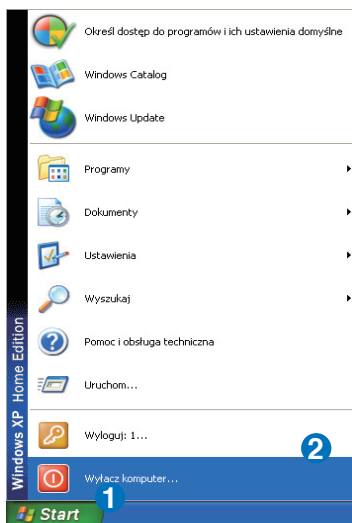 Określ dostęp do programów i ich ustawienia domyślne
Windows Catalog
Windows Update
Programy
Dokumenty
Ustawienia
Wyszukaj
Pomoc i obsługa techniczna
Uruchom...
Wyloguj: 1...
2
Wyłącz komputer...
1
Start
Windows XP Home Edition